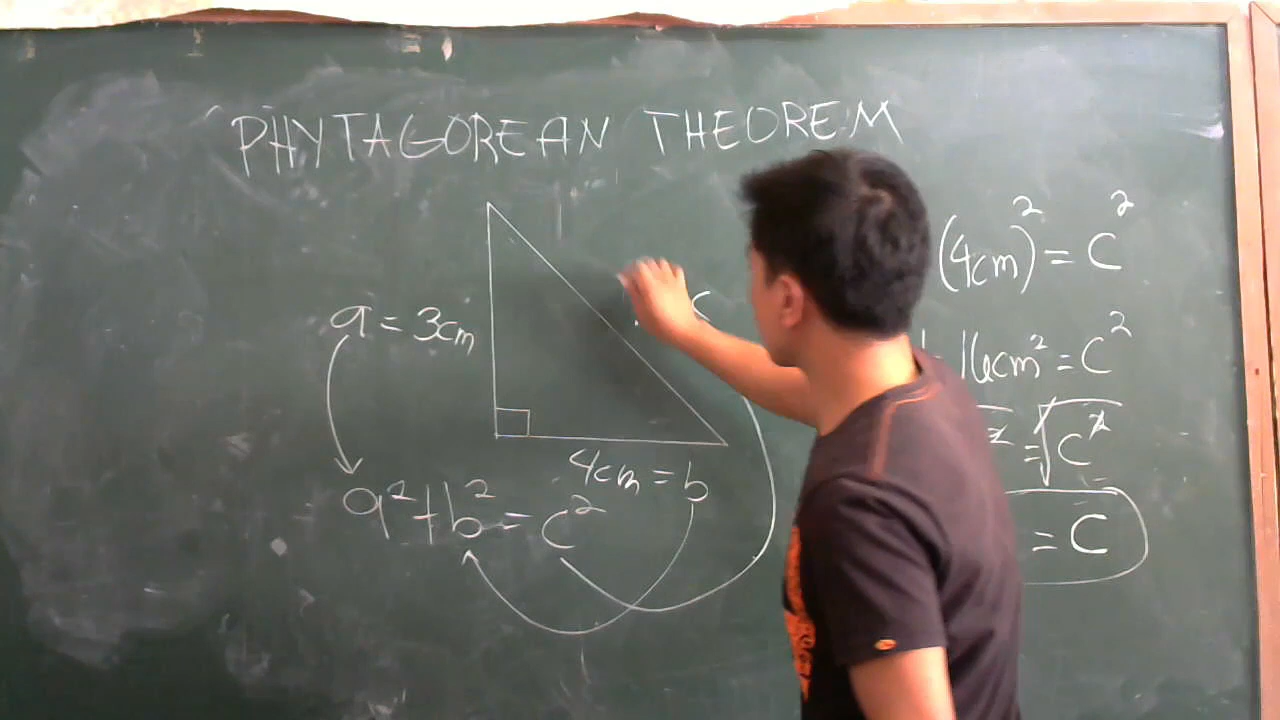 PHYTAGOREAN THEOREM
a = 3cm
c
4cm = b
a² + b² = c²
(4cm)² = C²
16cm² = C²
= √C²
= C